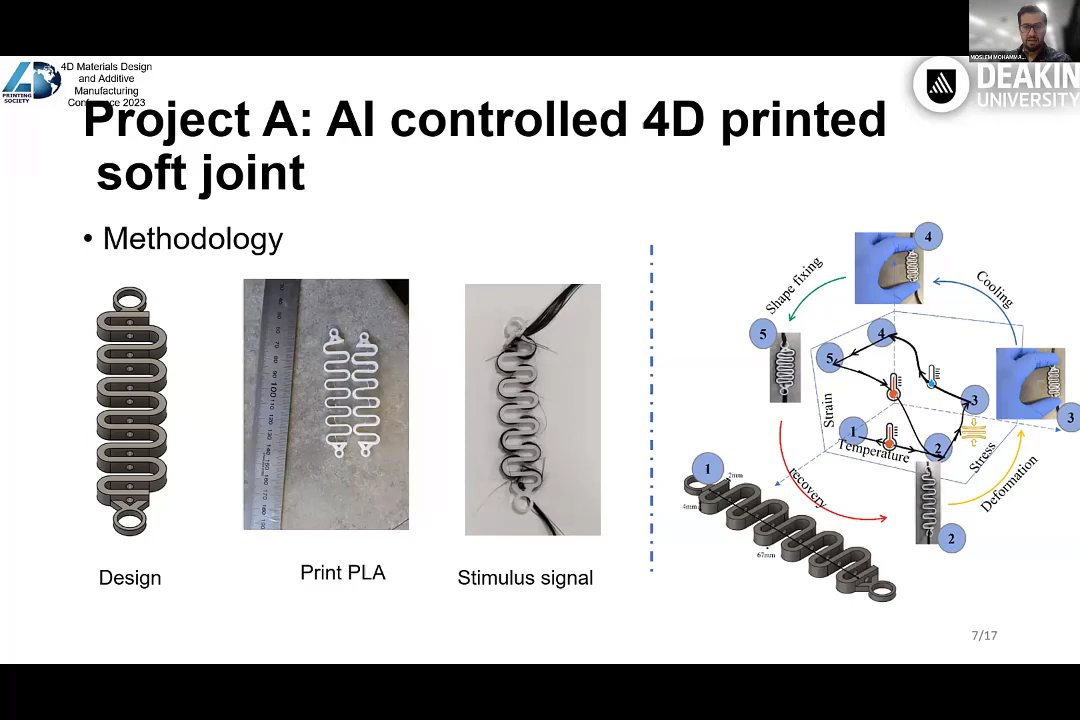 MOSLEM MOHAMMA...
4D Materials Design
and Additive
Manufacturing
Conference 2023
PRINTING
SOCIETY
DEAKIN
UNIVERSITY
Project A: AI controlled 4D printed
soft joint
• Methodology
Design
Print PLA
Stimulus signal
4
Shape fixing
Cooling
5
4
5
3
3
Strain
1
Temperature
2
Stress
Deformation
recovery
1
2mm
4mm
67mm
2
7/17